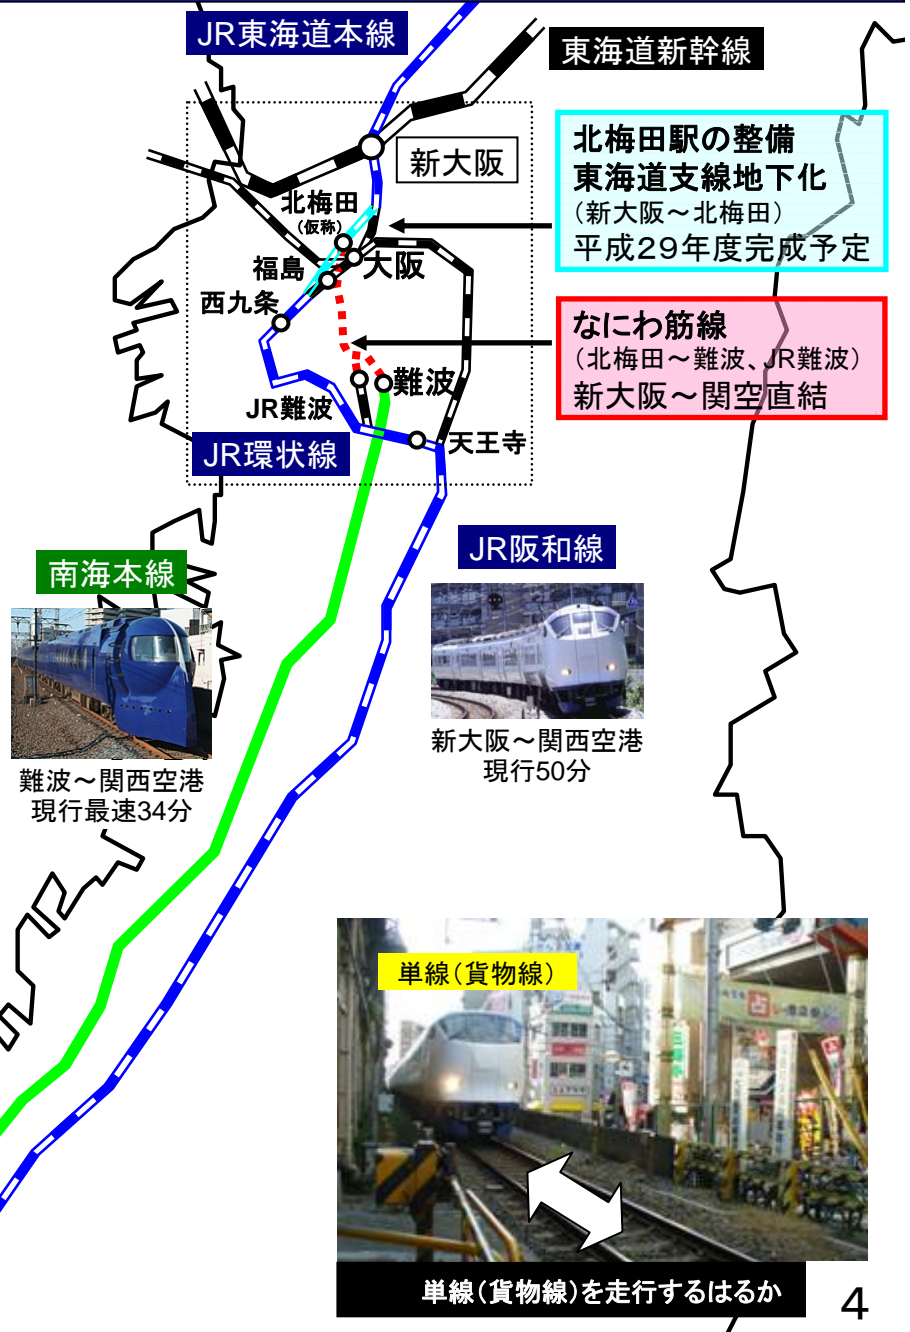 JR東海道本線
東海道新幹線
新大阪
北梅田
（仮称）
福島
大阪
西九条
難波
JR難波
天王寺
JR環状線
北梅田駅の整備
東海道支線地下化
（新大阪～北梅田）
平成２９年度完成予定
なにわ筋線
（北梅田～難波、JR難波）
新大阪～関空直結
南海本線
難波～関西空港
現行最速34分
JR阪和線
新大阪～関西空港
現行50分
単線（貨物線）
占
単線（貨物線）を走行するはるか
4